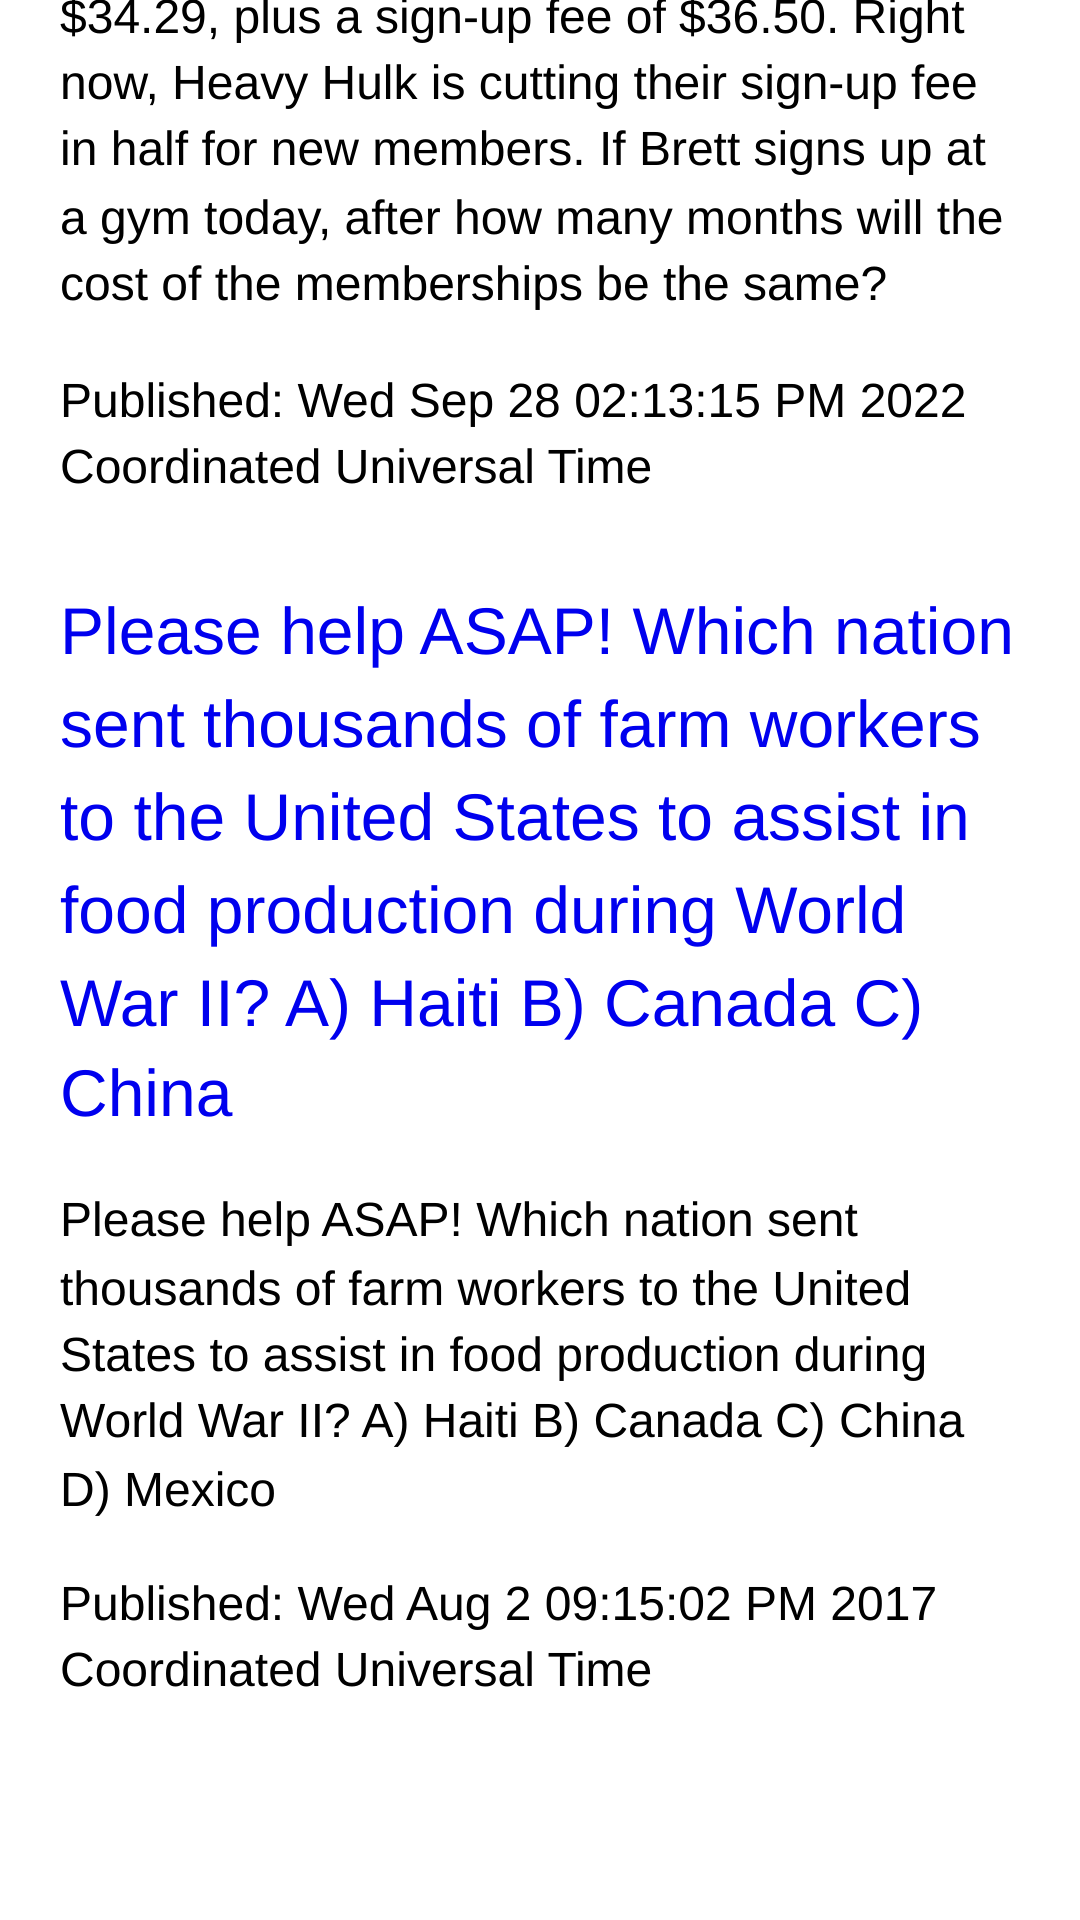 $34.29, plus a sign-up fee of $36.50. Right
now, Heavy Hulk is cutting their sign-up fee
in half for new members. If Brett signs up at
a gym today, after how many months will the
cost of the memberships be the same?
Published: Wed Sep 28 02:13:15 PM 2022
Coordinated Universal Time
Please help ASAP! Which nation
sent thousands of farm workers
to the United States to assist in
food production during World
War II? A) Haiti B) Canada C)
China
Please help ASAP! Which nation sent
thousands of farm workers to the United
States to assist in food production during
World War II? A) Haiti B) Canada C) China
D) Mexico
Published: Wed Aug 2 09:15:02 PM 2017
Coordinated Universal Time